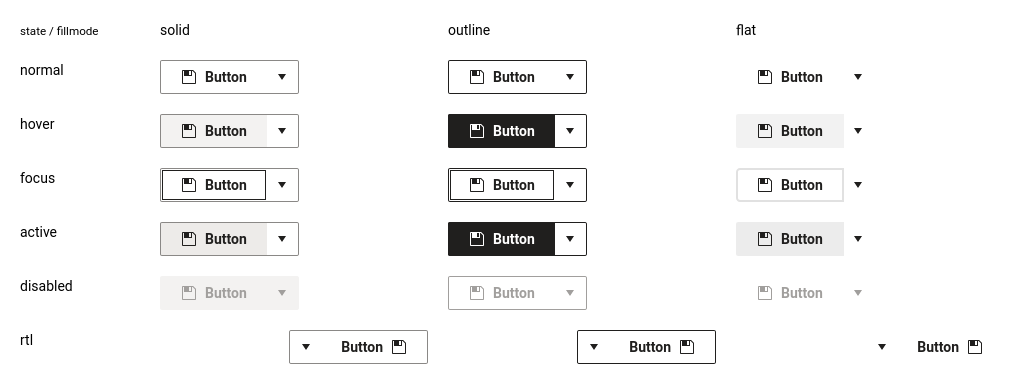 state / fillmode solid outline flat
normal Button Button Button
hover Button Button Button
focus Button Button Button
active Button Button Button
disabled Button Button Button
rtl Button Button Button